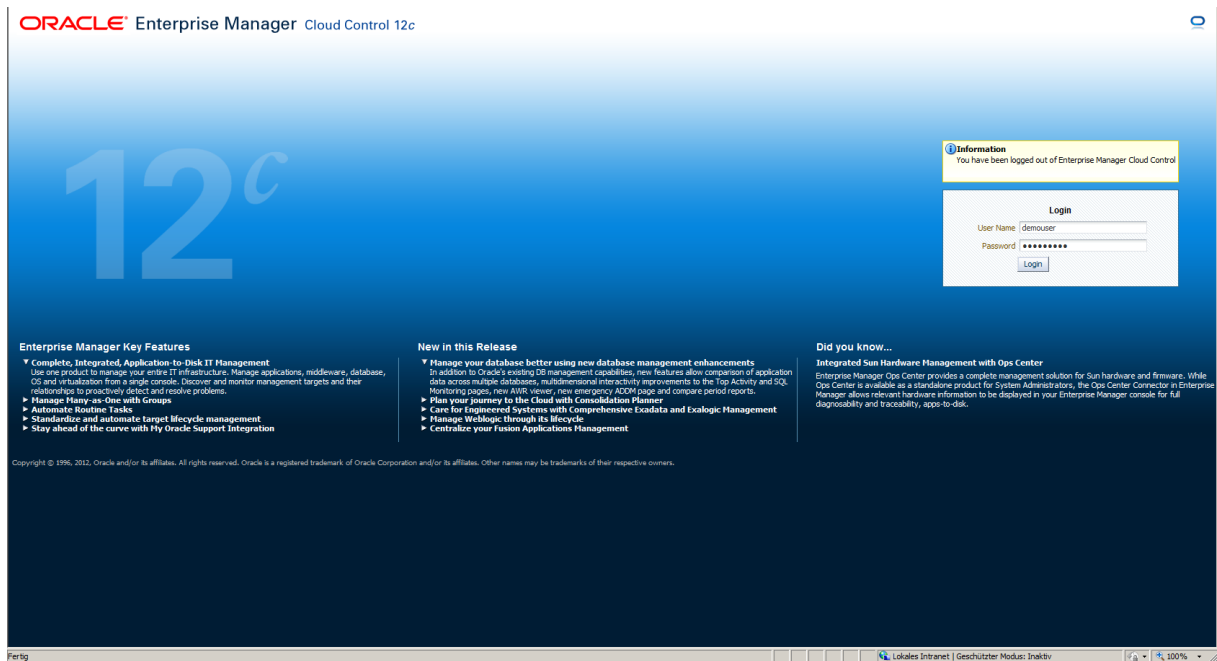 ORACLE Enterprise Manager Cloud Control 12c
12c
Information
You have been logged out of Enterprise Manager Cloud Control
Login
User Name demouser
Password •••••••••
Login
Enterprise Manager Key Features
Complete, Integrated, Application-to-Disk IT Management
Use one product to manage your entire IT infrastructure. Manage applications, middleware, database,
OS and virtualization from a single console. Discover and monitor management targets and their
relationships to proactively detect and resolve problems.
Manage Many-as-One with Groups
Automate Routine Tasks
Standardize and automate target lifecycle management
Stay ahead of the curve with My Oracle Support Integration
New in this Release
Manage your database better using new database management enhancements
In addition to Oracle's existing DB management capabilities, new features allow comparison of application
data across multiple databases, multidimensional interactivity improvements to the Top Activity and SQL
Monitoring pages, new AWR viewer, new emergency ADDM page and compare period reports.
Plan your journey to the Cloud with Consolidation Planner
Care for Engineered Systems with Comprehensive Exadata and Exalogic Management
Manage Weblogic through its lifecycle
Centralize your Fusion Applications Management
Did you know...
Integrated Sun Hardware Management with Ops Center
Enterprise Manager Ops Center provides a complete management solution for Sun hardware and firmware. While
Ops Center is available as a standalone product for System Administrators, the Ops Center Connector in Enterprise
Manager allows relevant hardware information to be displayed in your Enterprise Manager console for full
diagnosability and traceability, apps-to-disk.
Copyright © 1996, 2012, Oracle and/or its affiliates. All rights reserved. Oracle is a registered trademark of Oracle Corporation and/or its affiliates. Other names may be trademarks of their respective owners.
Fertig
Lokales Intranet | Geschützter Modus: Inaktiv
100%